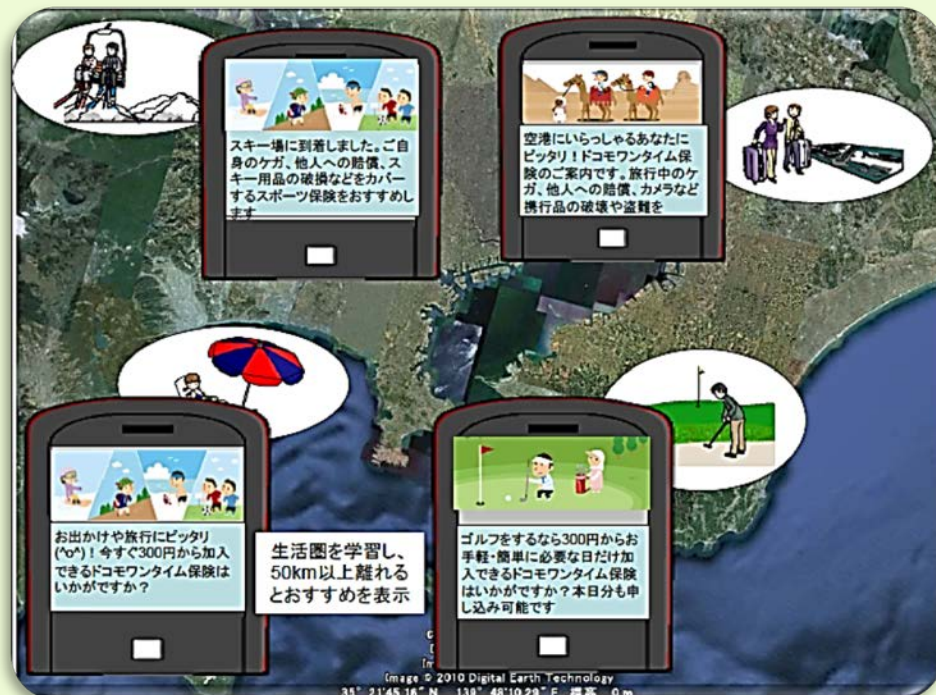 スキー場に到着しました。ご自
身のケガ、他人への賠償、ス
キー用品の破損などをカバー
するスポーツ保険をおすすめし
ます
空港にいらっしゃるあなたに
ピッタリ！ドコモワンタイム保
険のご案内です。旅行中のケ
ガ、他人への賠償、カメラなど
携行品の破壊や盗難を
お出かけや旅行にピッタリ
(^o^)！今すぐ300円から加入
できるドコモワンタイム保険は
いかがですか？
生活圏を学習し、
50km以上離れる
とおすすめを表示
ゴルフをするなら300円からお
手軽・簡単に必要な日だけ加
入できるドコモワンタイム保険
はいかがですか？本日分も申
し込み可能です
Image © 2010 Digital Earth Technology
35° 21'45.16" N 139° 48'10.29" E 標高 0 m